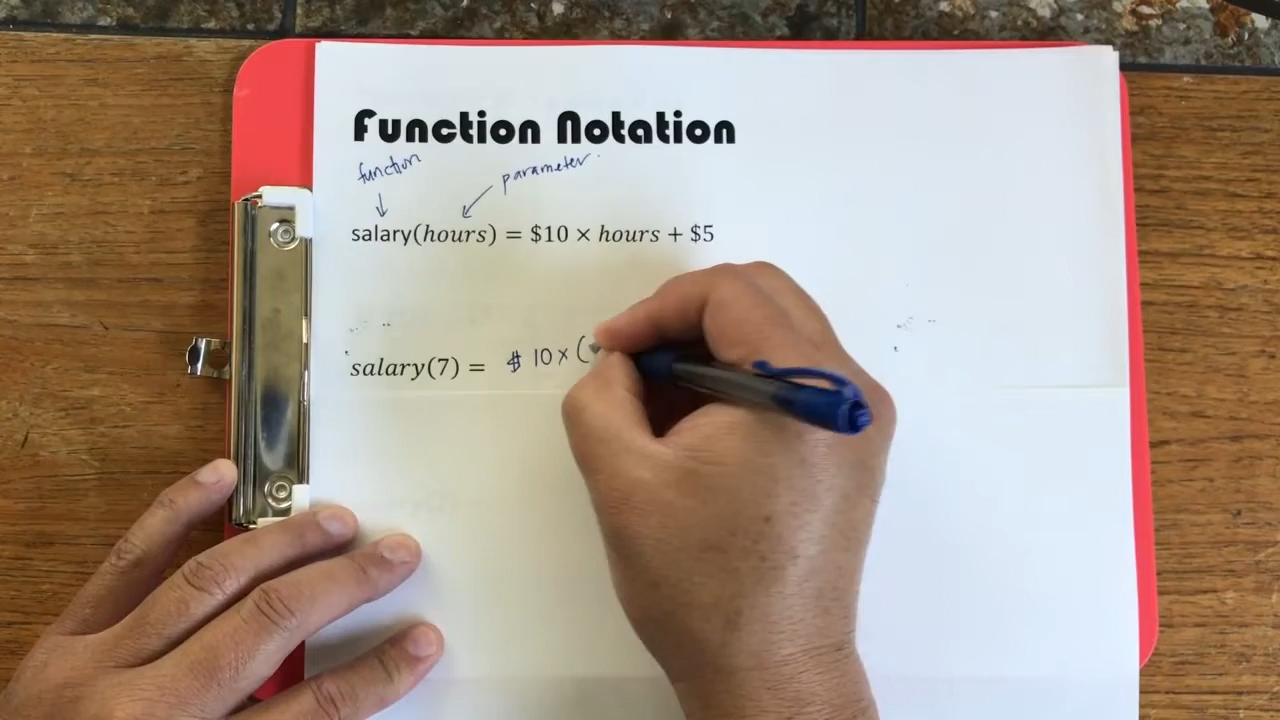 Function Notation
function
parameter
salary(hours) = $10 × hours + $5
salary(7) = $ 10 × (